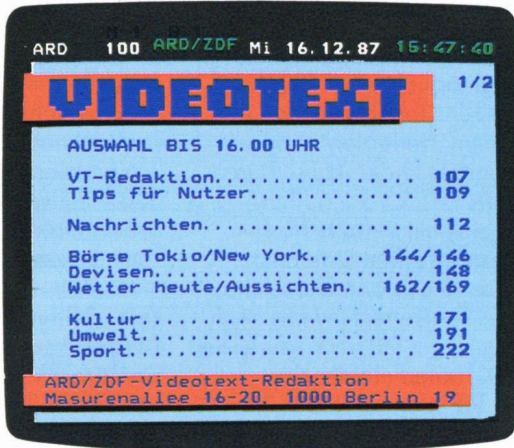 ARD 100 ARD/ZDF Mi 16.12.87 15:47:40
1/2
VIDEOTEXT
AUSWAHL BIS 16.00 UHR
VT-Redaktion................. 107
Tips für Nutzer.............. 109
Nachrichten.................. 112
Börse Tokio/New York..... 144/146
Devisen...................... 148
Wetter heute/Aussichten.. 162/169
Kultur....................... 171
Umwelt....................... 191
Sport........................ 222
ARD/ZDF-Videotext-Redaktion
Masurenallee 16-20, 1000 Berlin 19